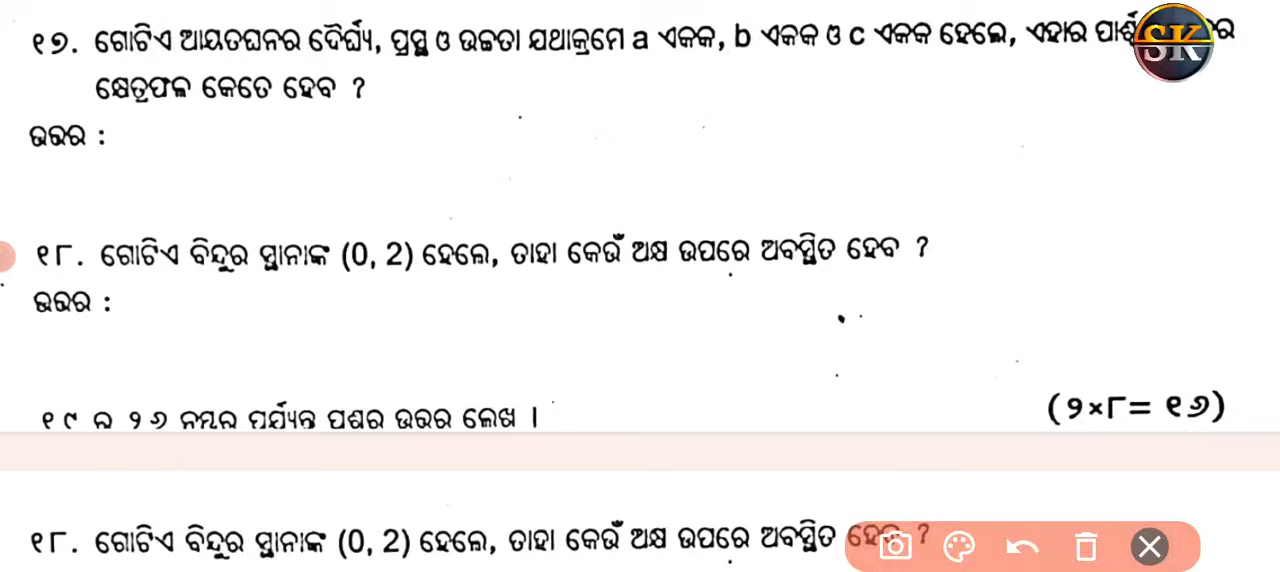 ୧୭. ଗୋଟିଏ ଆୟତଘନର ଦୈର୍ଘ୍ୟ, ପ୍ରସ୍ଥ ଓ ଉଚ୍ଚତା ଯଥାକ୍ରମେ a ଏକକ, b ଏକକ ଓ c ଏକକ ହେଲେ, ଏହାର
SK
କ୍ଷେତ୍ରଫଳ କେତେ ହେବ ?
ଉତ୍ତର :
୧୮. ଗୋଟିଏ ବିନ୍ଦୁର ସ୍ଥାନାଙ୍କ (0, 2) ହେଲେ, ତାହା କେଉଁ ଅକ୍ଷ ଉପରେ ଅବସ୍ଥିତ ହେବ ?
ଉତ୍ତର :
୧୯ ରୁ ୨୬ ନମ୍ବର ପର୍ଯ୍ୟନ୍ତ ପ୍ରଶ୍ନର ଉତ୍ତର ଲେଖ । (୨×୮= ୧୬)
୧୮. ଗୋଟିଏ ବିନ୍ଦୁର ସ୍ଥାନାଙ୍କ (0, 2) ହେଲେ, ତାହା କେଉଁ ଅକ୍ଷ ଉପରେ ଅବସ୍ଥିତ ହେବ ?